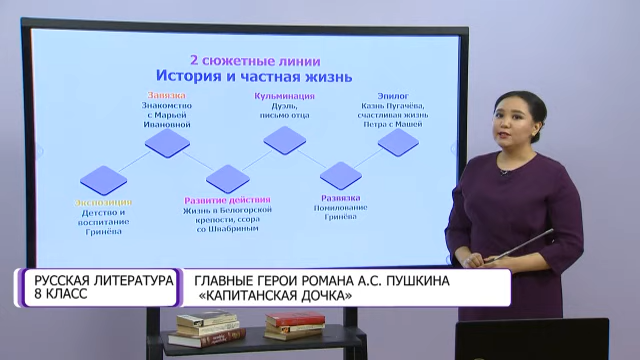 2 сюжетные линии
История и частная жизнь
Завязка
Знакомство
с Марьей
Ивановной
Кульминация
Дуэль,
письмо отца
Эпилог
Казнь Пугачёва,
счастливая жизнь
Петра с Машей
Экспозиция
Детство и
воспитание
Гринёва
Развитие действия
Жизнь в Белогорской
крепости, ссора
со Швабриным
Развязка
Помилование
Гринёва
РУССКАЯ ЛИТЕРАТУРА
8 КЛАСС
ГЛАВНЫЕ ГЕРОИ РОМАНА А.С. ПУШКИНА
«КАПИТАНСКАЯ ДОЧКА»